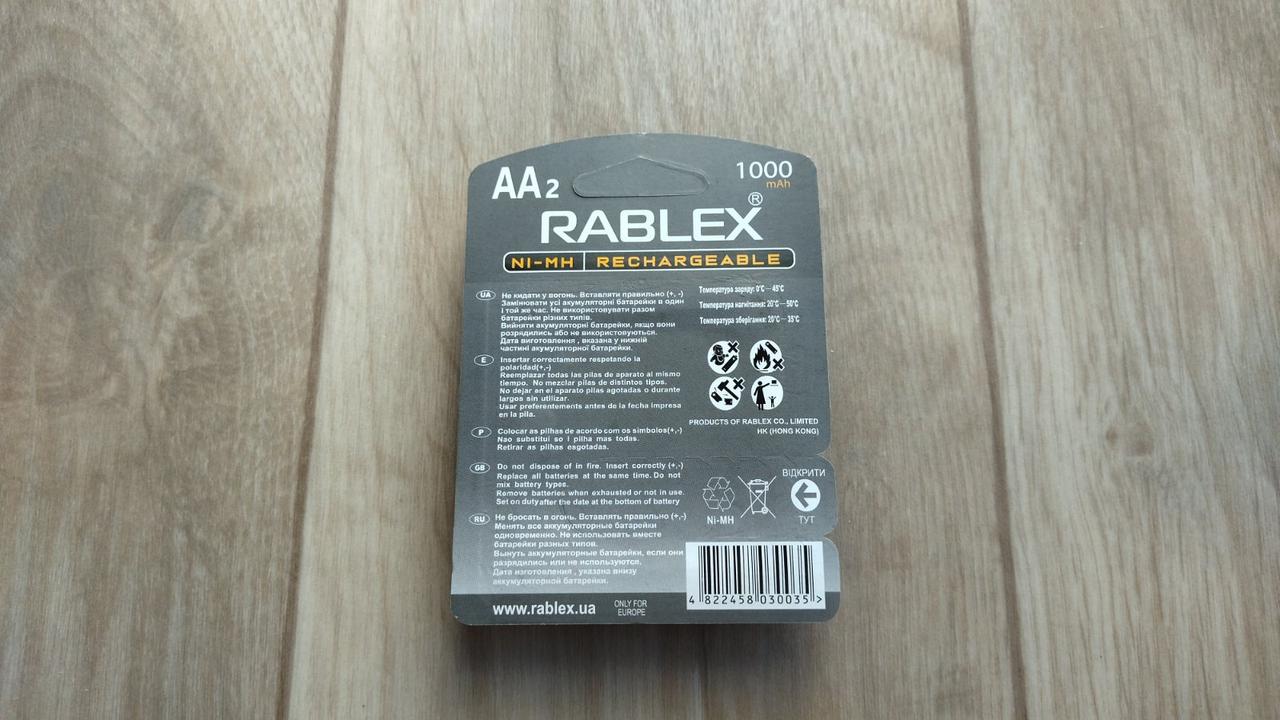 AA2
1000
mAh
RABLEX®
NI-MH RECHARGEABLE
UA
Не кидати у вогонь. Вставляти правильно (+, -)
Замінювати усі акумуляторні батарейки в один
і той же час. Не використовувати разом
батарейки різних типів.
Вийняти акумуляторні батарейки, якщо вони
розрядились або не використовуються.
Дата виготовлення , вказана у нижній
частині акумуляторної батарейки.
E
Insertar correctamente respetando la
polaridad(+,-)
Reemplazar todas las pilas de aparato al mismo
tiempo. No mezclar pilas de distintos tipos.
No dejar en el aparato pilas agotadas o durante
largos sin utilizar.
Usar preferentements antes de la fecha impresa
en la pila.
P
Colocar as pilhas de acordo com os simbolos(+,-)
Nao substitui so l pilha mas todas.
Retirar as pilhas esgotadas.
GB
Do not dispose of in fire. Insert correctly (+,-)
Replace all batteries at the same time. Do not
mix battery types.
Remove batteries when exhausted or not in use.
Set on duty after the date at the bottom of battery
RU
Не бросать в огонь. Вставлять правильно (+,-)
Менять все аккумуляторные батарейки
одновременно. Не использовать вместе
батарейки разных типов.
Вынуть аккумуляторные батарейки, если они
разрядились или не используются.
Дата изготовления , указана внизу
аккумуляторной батарейки.
Температура заряду: 0°С — 45°С
Температура нагнітання: 20°С — 50°С
Температура зберігання: 20°С — 35°С
PRODUCTS OF RABLEX CO., LIMITED
HK (HONG KONG)
Ni-MH
ВІДКРИТИ
ТУТ
4 822458 030035 >
www.rablex.ua
ONLY FOR
EUROPE